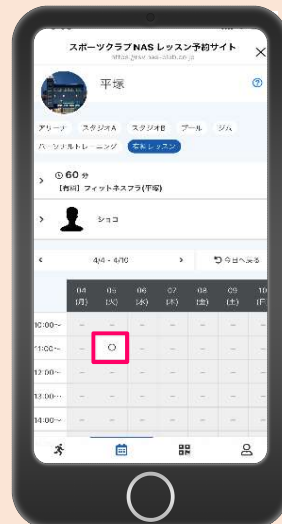 スポーツクラブNAS レッスン予約サイト ×
平塚
アリーナ スタジオA スタジオB プール ジム
パーソナルトレーニング 有料レッスン
60 分
【有料】フィットネスフラ(平塚)
ショコ
4/4 - 4/10 今日へ戻る
04 05 06 07 08 09 10
(月) (火) (水) (木) (金) (土)
10:00~ - - - - - - -
11:00~ - ○ - - - - -
12:00~ - - - - - - -
13:00~ - - - - - - -
14:00~ - - - - - - -